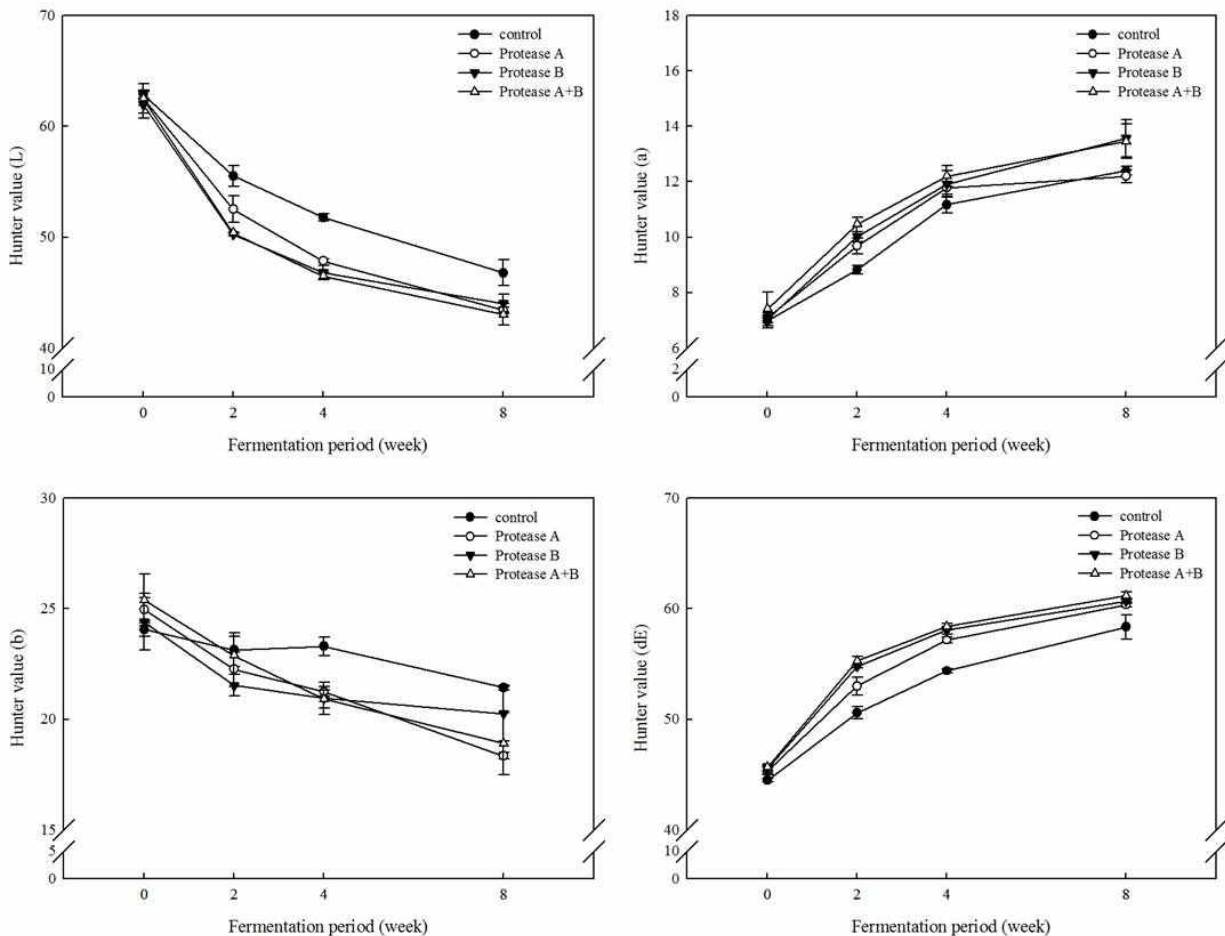 70
60
50
40
10
0
Hunter value (L)
control
Protease A
Protease B
Protease A+B
0 2 4 8
Fermentation period (week)
18
16
14
12
10
8
6
2
0
Hunter value (a)
control
Protease A
Protease B
Protease A+B
0 2 4 8
Fermentation period (week)
30
25
20
15
5
0
Hunter value (b)
control
Protease A
Protease B
Protease A+B
0 2 4 8
Fermentation period (week)
70
60
50
40
10
0
Hunter value (dE)
control
Protease A
Protease B
Protease A+B
0 2 4 8
Fermentation period (week)